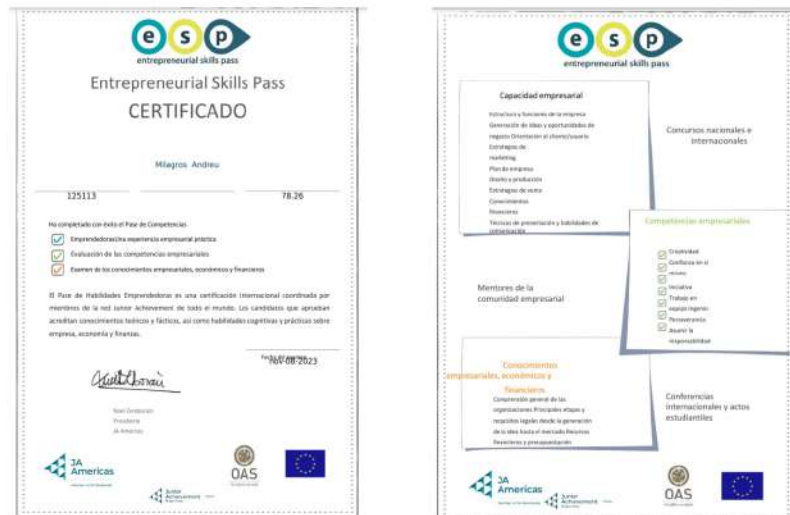 esp
entrepreneurial skills pass
Entrepreneurial Skills Pass
CERTIFICADO
Milagros Andreu
125113
78.26
Ha completado con éxito el Pase de Competencias
EmprendedorasUna experiencia empresarial práctica
Evaluación de las competencias empresariales
Examen de los conocimientos empresariales, económicos y financieros
El Pase de Habilidades Emprendedoras es una certificación internacional coordinada por
miembros de la red Junior Achievement de todo el mundo. Los candidatos que aprueban
acreditan conocimientos teóricos y fácticos, así como habilidades cognitivas y prácticas sobre
empresa, economía y finanzas.
nov-08-2023
Noel Zemborain
Presidente
JA Americas
JA
Americas
Junior
Achievement
OAS
esp
entrepreneurial skills pass
Capacidad empresarial
Estructura y funciones de la empresa
Generación de ideas y oportunidades de
negocio Orientación al cliente/usuario
Estrategias de
marketing
Plan de empresa
Diseño y producción
Estrategias de venta
Conocimientos
financieros
Técnicas de presentación y habilidades de
comunicación
Concursos nacionales e
internacionales
Competencias empresariales
Creatividad
Confianza en sí
mismo
Iniciativa
Trabajo en
equipo Ingenio
Perseverancia
Asumir la
responsabilidad
Mentores de la
comunidad empresarial
Conocimientos
empresariales, económicos y
financieros
Comprensión general de las
organizaciones Principales etapas y
requisitos legales desde la generación
de la idea hasta el mercado Recursos
financieros y presupuestación
Conferencias
internacionales y actos
estudiantiles
JA
Americas
Junior
Achievement
OAS